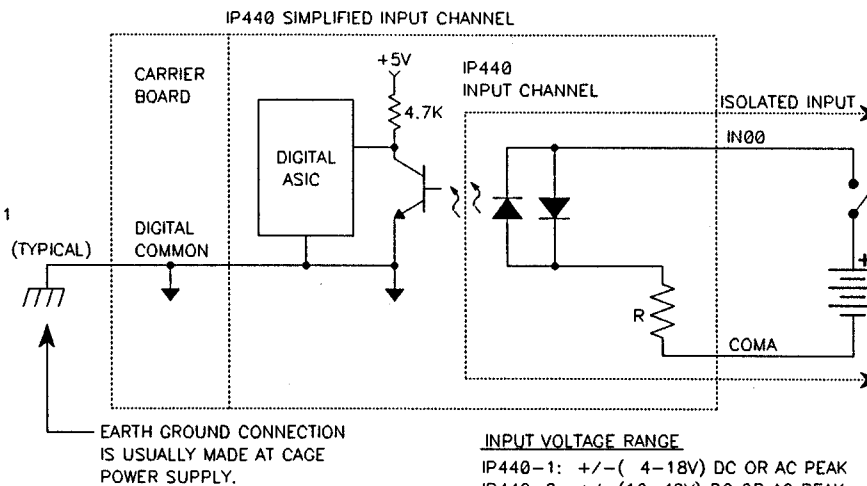 IP440 SIMPLIFIED INPUT CHANNEL
CARRIER
BOARD
+5V
4.7K
IP440
INPUT CHANNEL
ISOLATED INPUT
IN00
DIGITAL
ASIC
1
(TYPICAL)
DIGITAL
COMMON
+
R
COMA
EARTH GROUND CONNECTION
IS USUALLY MADE AT CAGE
POWER SUPPLY.
INPUT VOLTAGE RANGE
IP440-1: +/-( 4-18V) DC OR AC PEAK